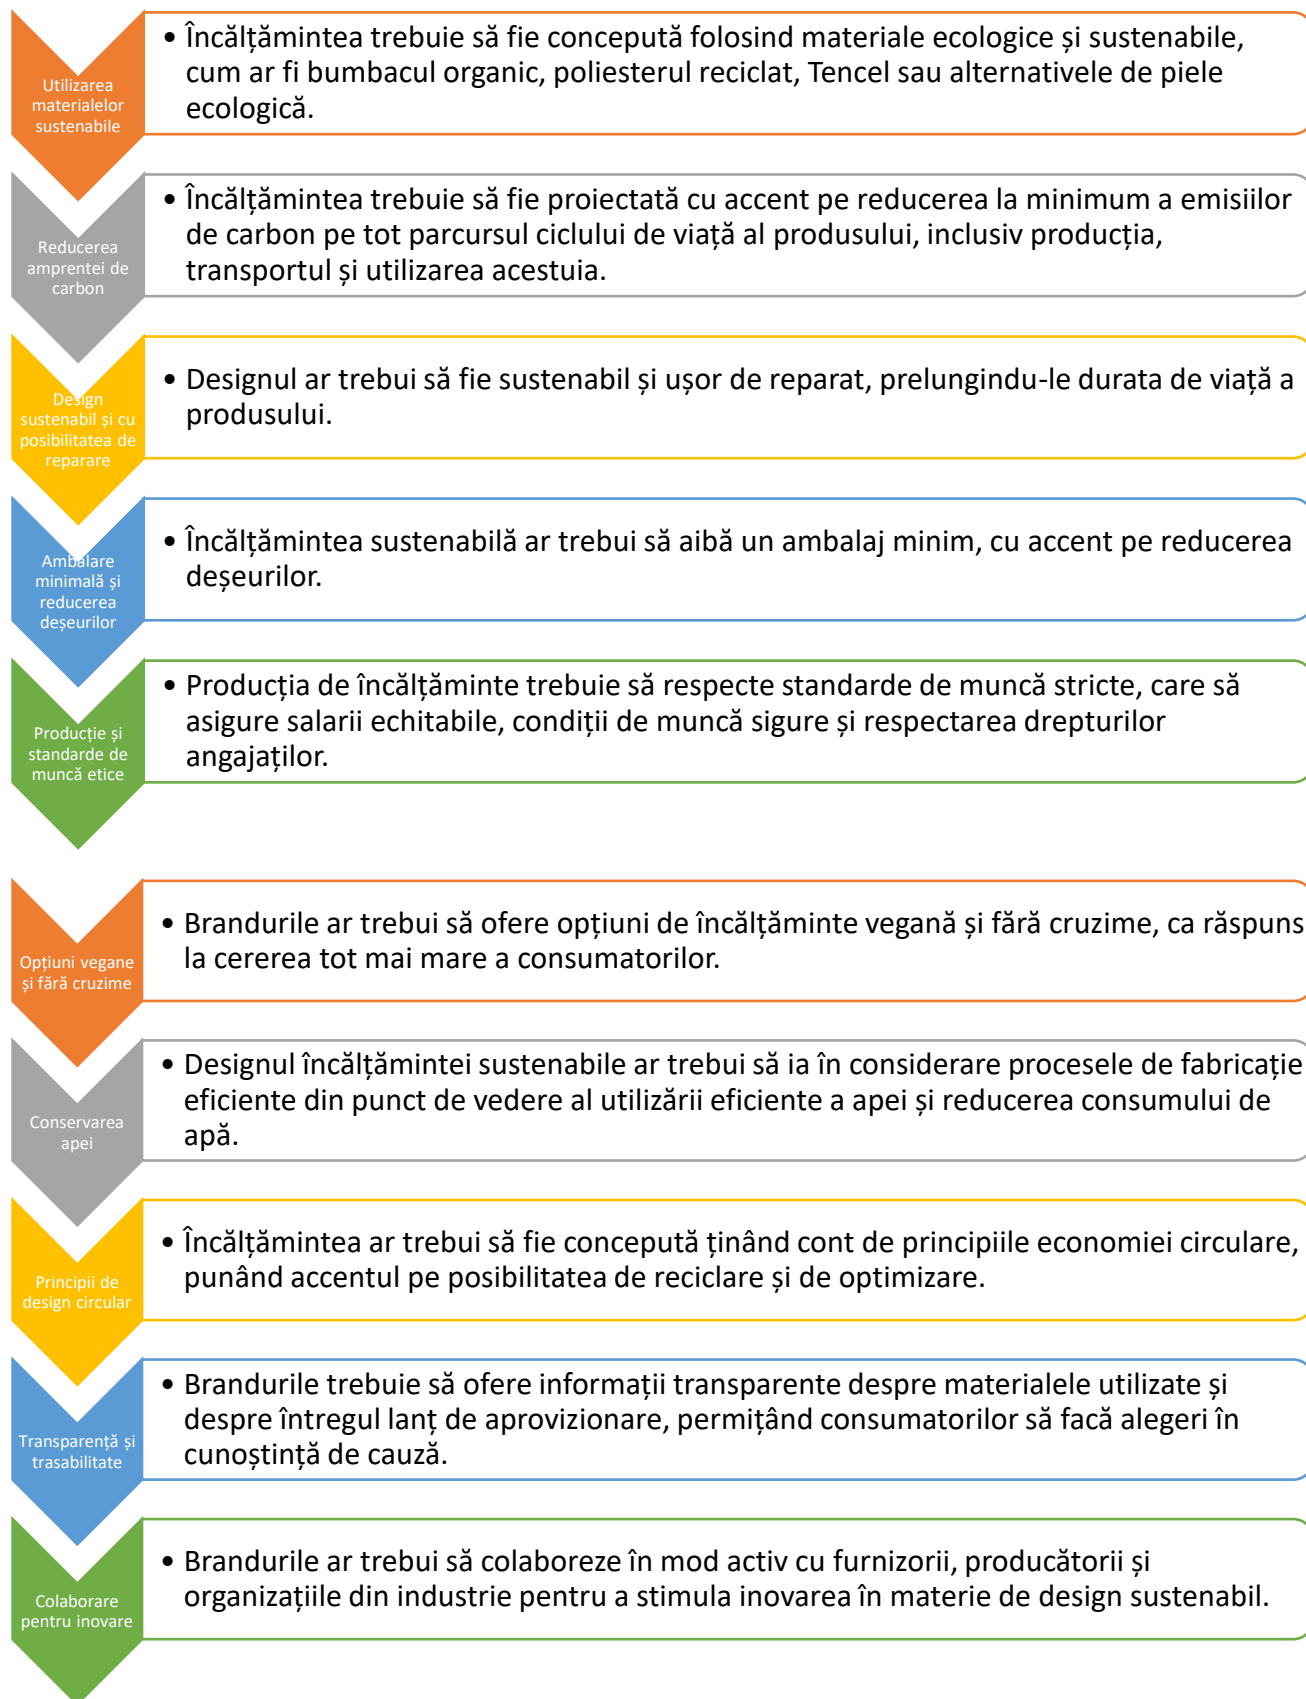 Utilizarea
materialelor
sustenabile
• Încălțămintea trebuie să fie concepută folosind materiale ecologice și sustenabile,
cum ar fi bumbacul organic, poliesterul reciclat, Tencel sau alternativele de piele
ecologică.
Reducerea
amprentei de
carbon
• Încălțămintea trebuie să fie proiectată cu accent pe reducerea la minimum a emisiilor
de carbon pe tot parcursul ciclului de viață al produsului, inclusiv producția,
transportul și utilizarea acestuia.
Design
sustenabil și cu
posibilitatea de
reparare
• Designul ar trebui să fie sustenabil și ușor de reparat, prelungindu-le durata de viață a
produsului.
Ambalare
minimală și
reducerea
deșeurilor
• Încălțămintea sustenabilă ar trebui să aibă un ambalaj minim, cu accent pe reducerea
deșeurilor.
Producție și
standarde de
muncă etice
• Producția de încălțăminte trebuie să respecte standarde de muncă stricte, care să
asigure salarii echitabile, condiții de muncă sigure și respectarea drepturilor
angajaților.
Opțiuni vegane
și fără cruzime
• Brandurile ar trebui să ofere opțiuni de încălțăminte vegană și fără cruzime, ca răspuns
la cererea tot mai mare a consumatorilor.
Conservarea
apei
• Designul încălțămintei sustenabile ar trebui să ia în considerare procesele de fabricație
eficiente din punct de vedere al utilizării eficiente a apei și reducerea consumului de
apă.
Principii de
design circular
• Încălțămintea ar trebui să fie concepută ținând cont de principiile economiei circulare,
punând accentul pe posibilitatea de reciclare și de optimizare.
Transparență și
trasabilitate
• Brandurile trebuie să ofere informații transparente despre materialele utilizate și
despre întregul lanț de aprovizionare, permițând consumatorilor să facă alegeri în
cunoștință de cauză.
Colaborare
pentru inovare
• Brandurile ar trebui să colaboreze în mod activ cu furnizorii, producătorii și
organizațiile din industrie pentru a stimula inovarea în materie de design sustenabil.